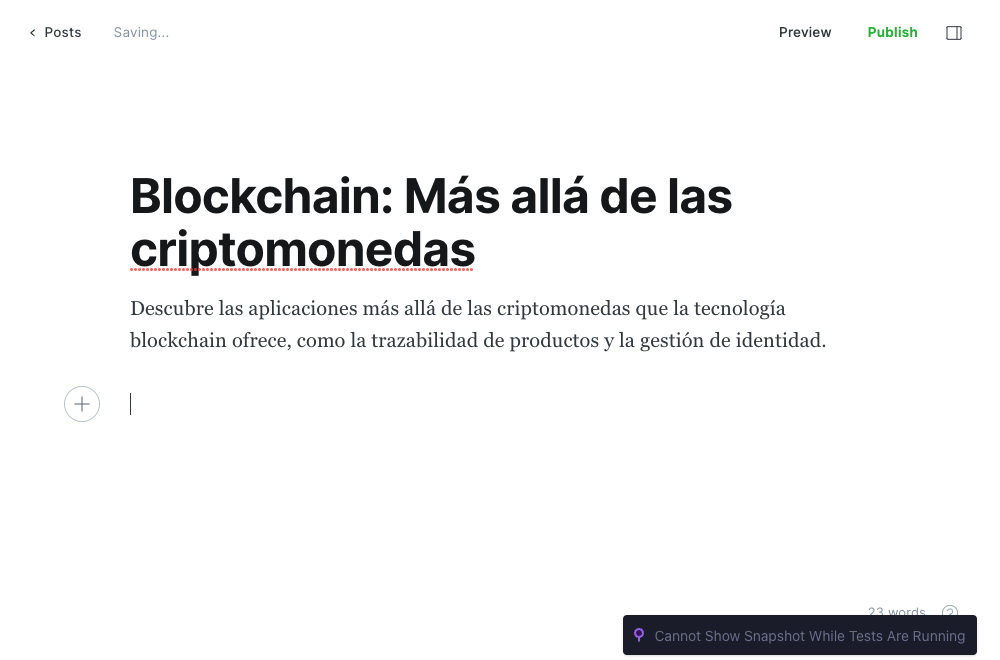 Posts
Saving...
Preview
Publish
Blockchain: Más allá de las
criptomonedas
Descubre las aplicaciones más allá de las criptomonedas que la tecnología
blockchain ofrece, como la trazabilidad de productos y la gestión de identidad.
23 words
Cannot Show Snapshot While Tests Are Running